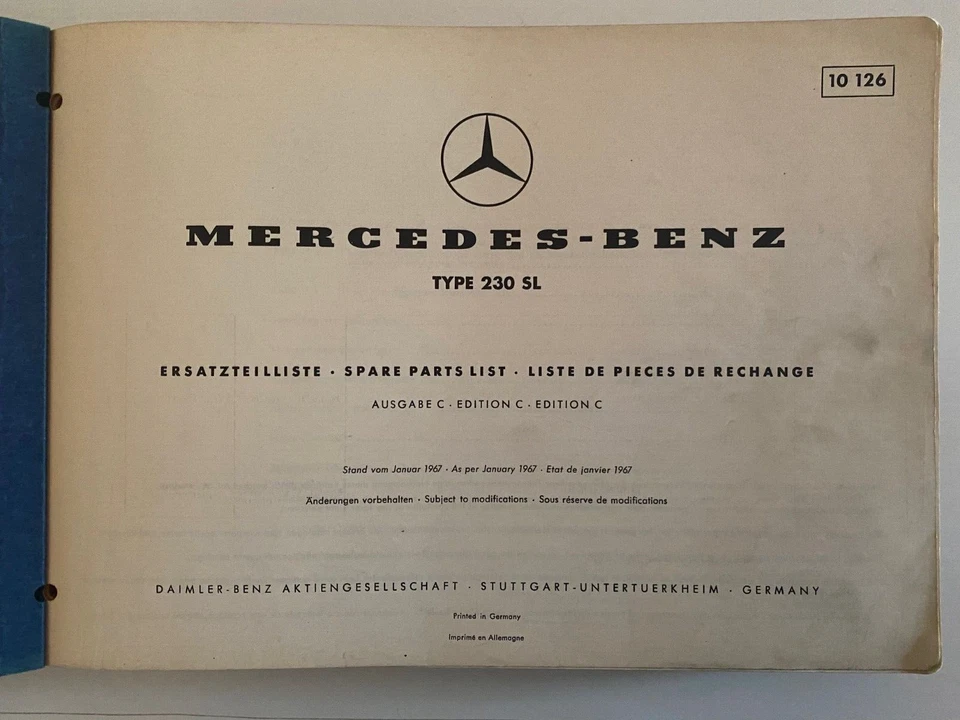 10 126
MERCEDES-BENZ
TYPE 230 SL
ERSATZTEILLISTE · SPARE PARTS LIST · LISTE DE PIECES DE RECHANGE
AUSGABE C · EDITION C · EDITION C
Stand vom Januar 1967 · As per January 1967 · Etat de janvier 1967
Änderungen vorbehalten · Subject to modifications · Sous réserve de modifications
DAIMLER-BENZ AKTIENGESELLSCHAFT · STUTTGART-UNTERTUERKHEIM · GERMANY
Printed in Germany
Imprimé en Allemagne